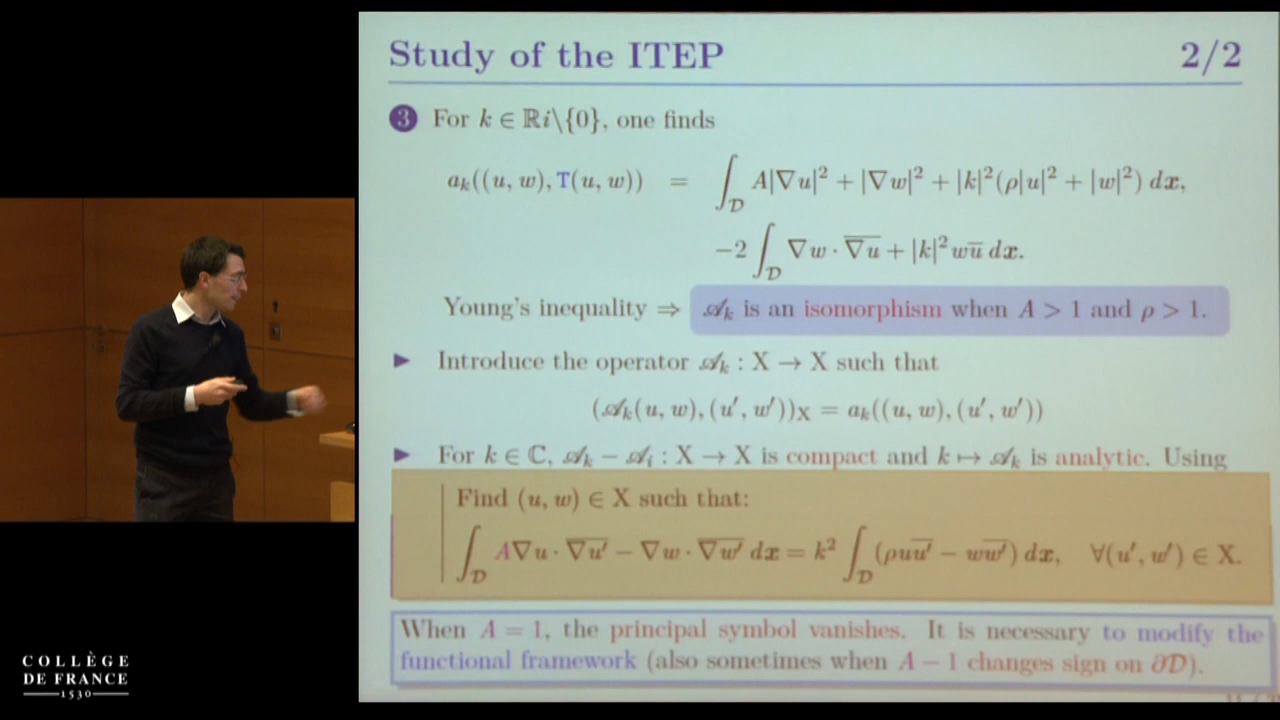 Study of the ITEP 2/2
3 For k ∈ ℝi\{0}, one finds
a_k((u, w), T(u, w)) = ∫_D A|∇u|² + |∇w|² + |k|²(ρ|u|² + |w|²) dx,
−2 ∫_D ∇w · \overline{∇u} + |k|² w\overline{u} dx.
Young's inequality ⇒ 𝒜_k is an isomorphism when A > 1 and ρ > 1.
▶ Introduce the operator 𝒜_k : X → X such that
(𝒜_k(u, w), (u′, w′))_X = a_k((u, w), (u′, w′))
▶ For k ∈ ℂ, 𝒜_k − 𝒜_i : X → X is compact and k ↦ 𝒜_k is analytic. Using
Find (u, w) ∈ X such that:
∫_D A∇u · \overline{∇u′} − ∇w · \overline{∇w′} dx = k² ∫_D (ρu\overline{u′} − w\overline{w′}) dx, ∀(u′, w′) ∈ X.
When A = 1, the principal symbol vanishes. It is necessary to modify the
functional framework (also sometimes when A − 1 changes sign on ∂D).
COLLÈGE
DE FRANCE
1530